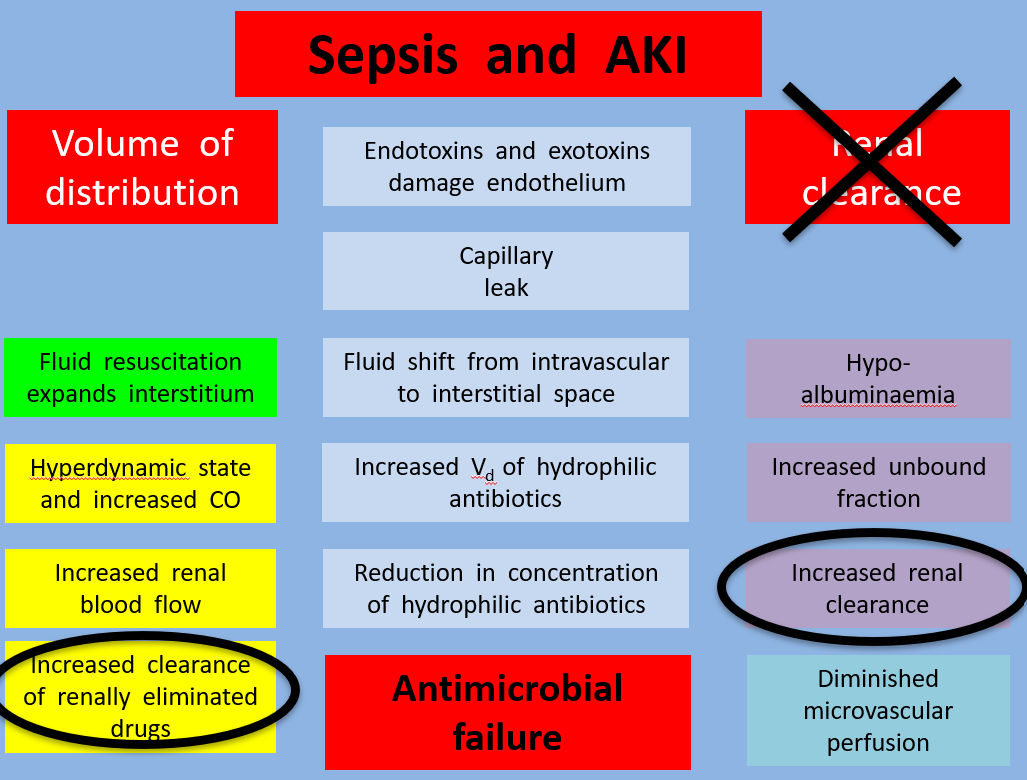 Sepsis and AKI
Volume of
distribution
Endotoxins and exotoxins
damage endothelium
Renal
clearance
Capillary
leak
Fluid resuscitation
expands interstitium
Fluid shift from intravascular
to interstitial space
Hypo-
albuminaemia
Hyperdynamic state
and increased CO
Increased Vd of hydrophilic
antibiotics
Increased unbound
fraction
Increased renal
blood flow
Reduction in concentration
of hydrophilic antibiotics
Increased renal
clearance
Increased clearance
of renally eliminated
drugs
Antimicrobial
failure
Diminished
microvascular
perfusion